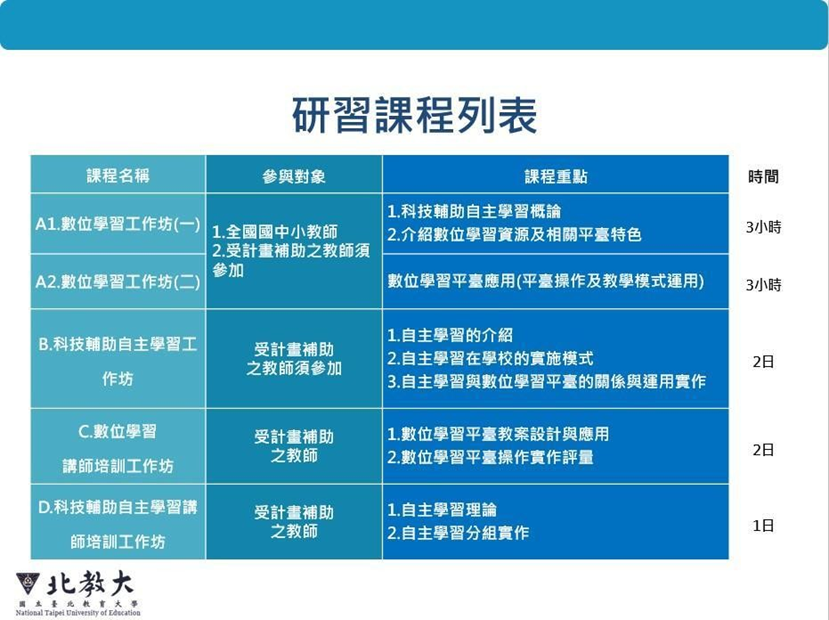 研習課程列表
課程名稱 參與對象 課程重點 時間
A1.數位學習工作坊(一)
1.全國國中小教師
2.受計畫補助之教師須
參加
1.科技輔助自主學習概論
2.介紹數位學習資源及相關平臺特色
3小時
A2.數位學習工作坊(二)
數位學習平臺應用(平臺操作及教學模式運用)
3小時
B.科技輔助自主學習工
作坊
受計畫補助
之教師須參加
1.自主學習的介紹
2.自主學習在學校的實施模式
3.自主學習與數位學習平臺的關係與運用實作
2日
C.數位學習
講師培訓工作坊
受計畫補助
之教師
1.數位學習平臺教案設計與應用
2.數位學習平臺操作實作評量
2日
D.科技輔助自主學習講
師培訓工作坊
受計畫補助
之教師
1.自主學習理論
2.自主學習分組實作
1日
北教大
國立臺北教育大學
National Taipei University of Education